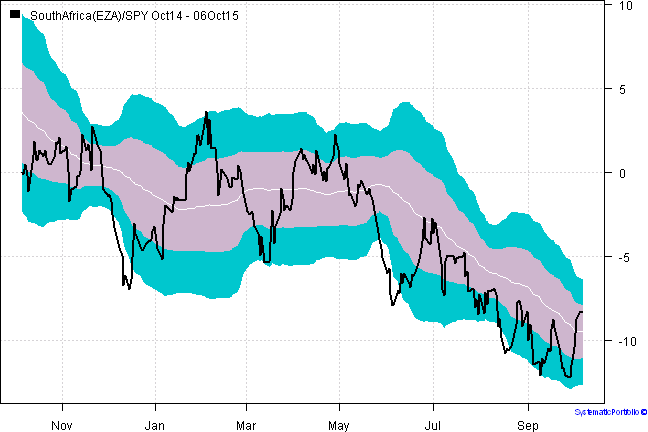 SouthAfrica(EZA)/SPY Oct14 - 06Oct15
10
5
0
-5
-10
Nov Jan Mar May Jul Sep
SystematicPortfolio ©